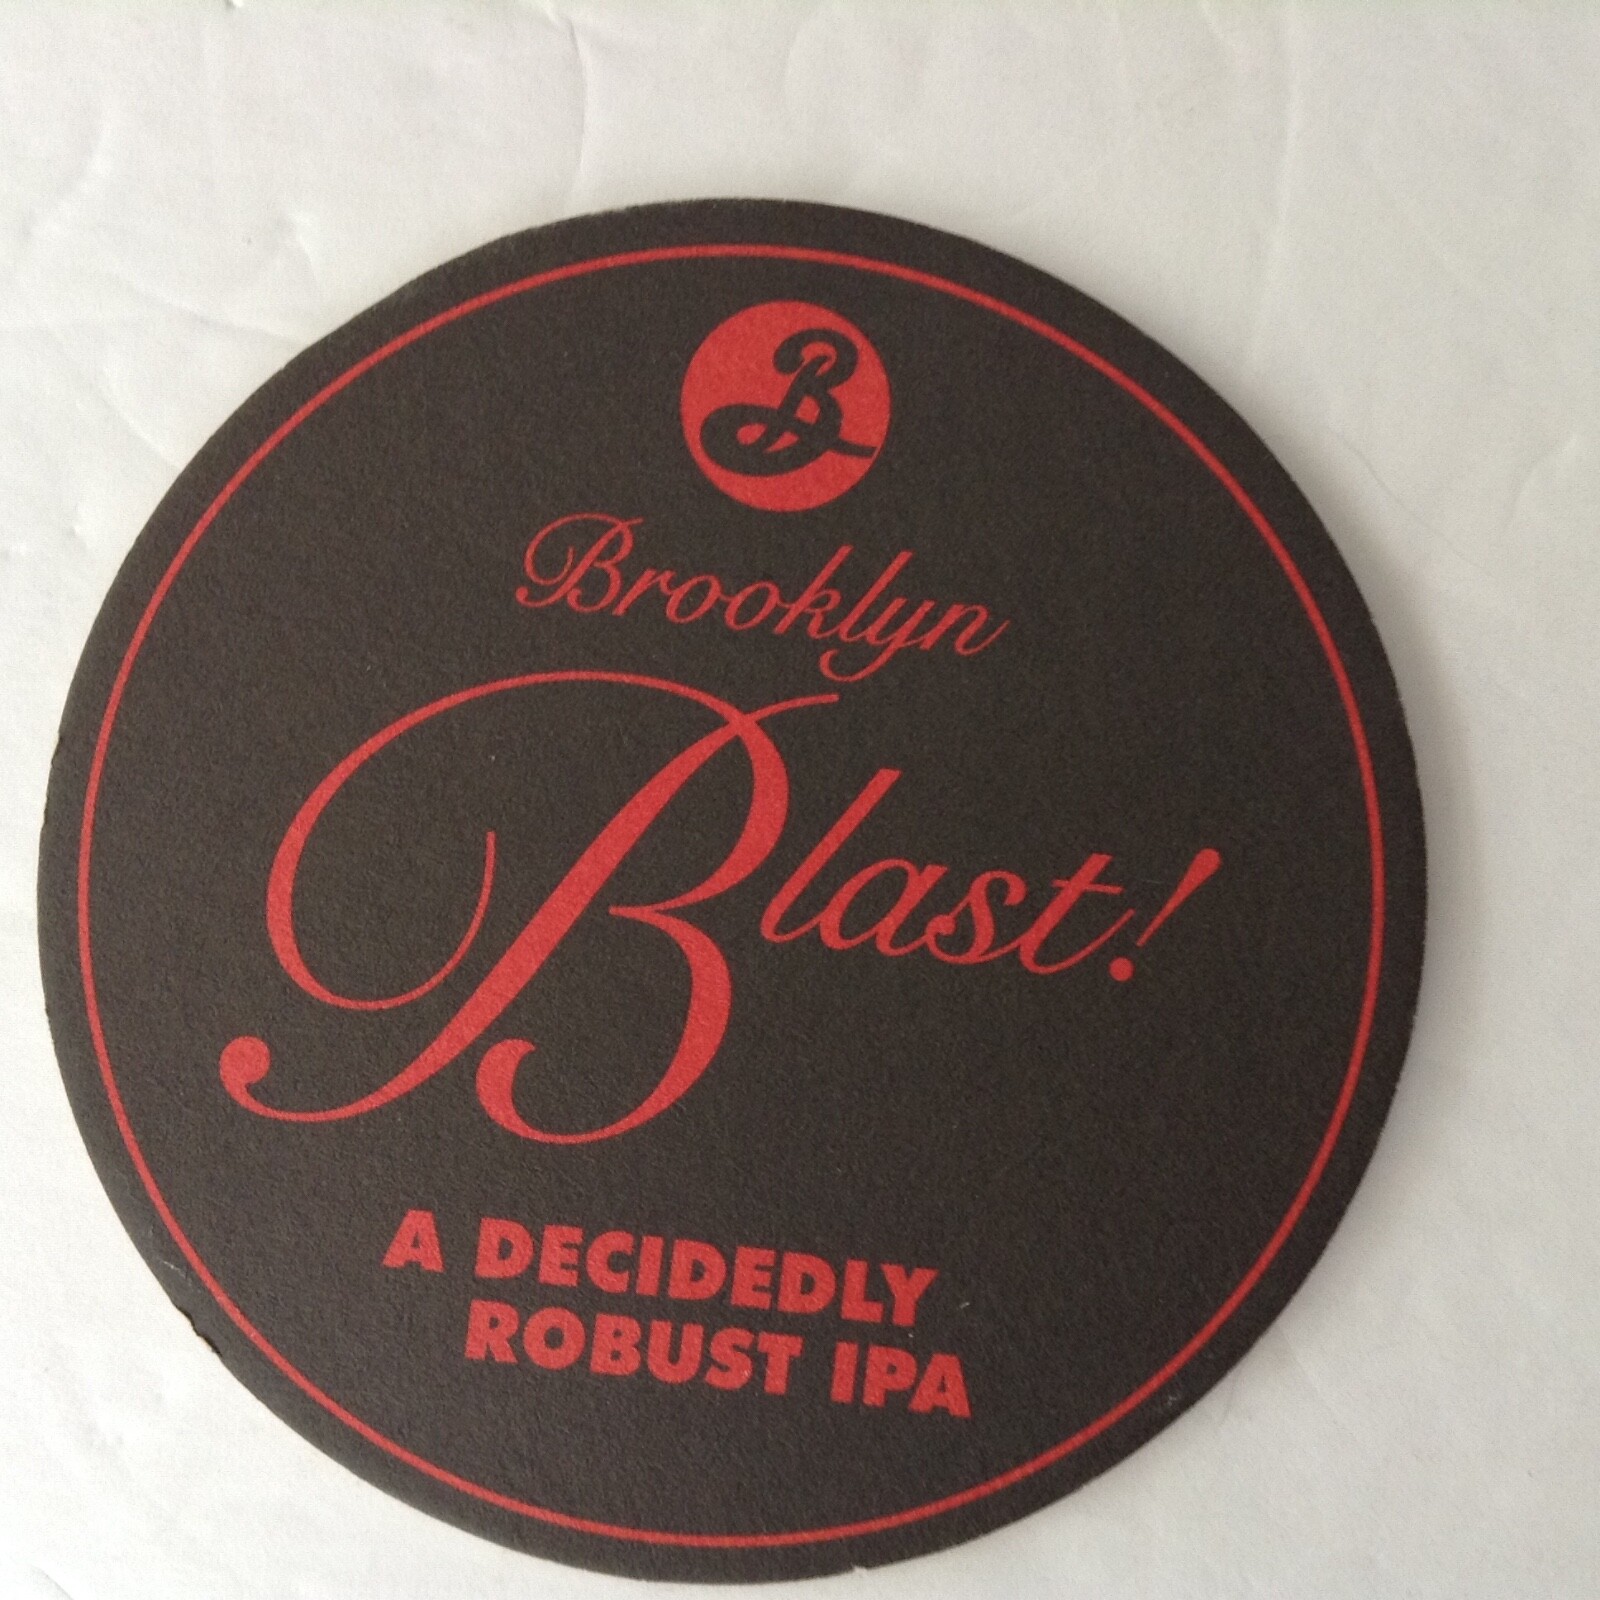 B
Brooklyn
Blast!
A DECIDEDLY
ROBUST IPA